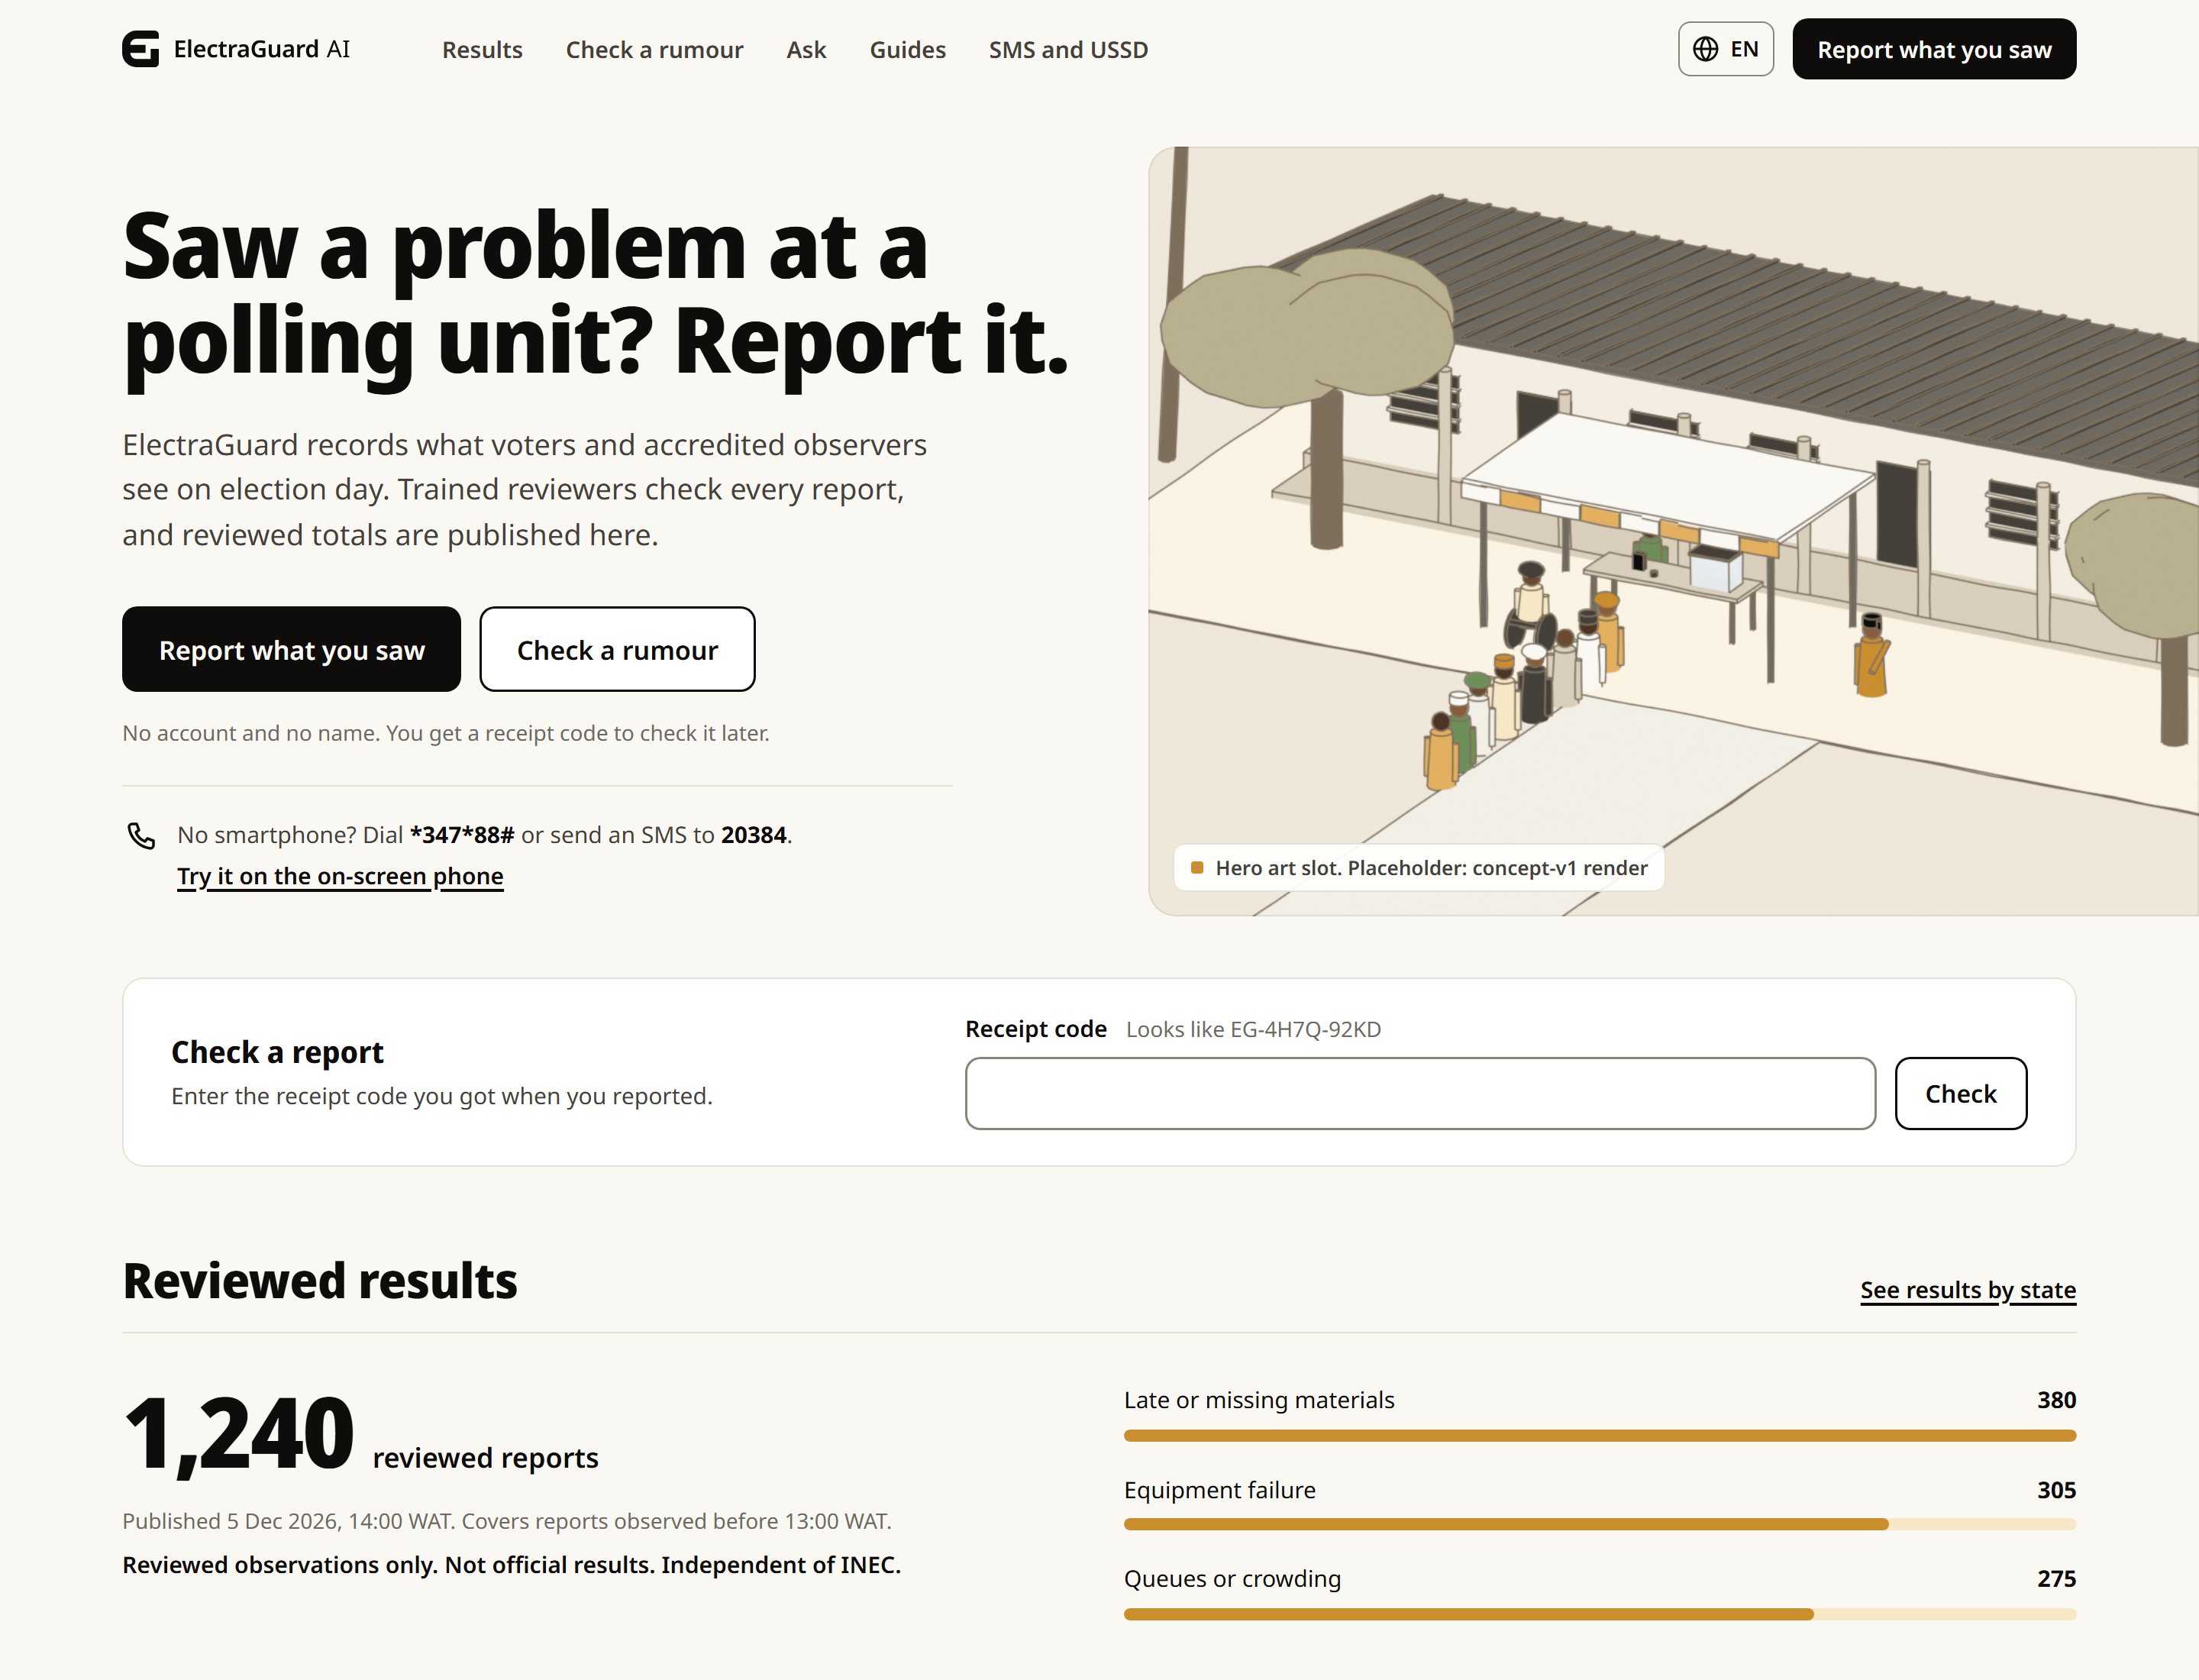 ElectraGuard AI
Results
Check a rumour
Ask
Guides
SMS and USSD
EN
Report what you saw
Saw a problem at a
polling unit? Report it.
ElectraGuard records what voters and accredited observers
see on election day. Trained reviewers check every report,
and reviewed totals are published here.
Report what you saw
Check a rumour
No account and no name. You get a receipt code to check it later.
No smartphone? Dial *347*88# or send an SMS to 20384.
Try it on the on-screen phone
Hero art slot. Placeholder: concept-v1 render
Check a report
Enter the receipt code you got when you reported.
Receipt code Looks like EG-4H7Q-92KD
Check
Reviewed results
See results by state
1,240 reviewed reports
Published 5 Dec 2026, 14:00 WAT. Covers reports observed before 13:00 WAT.
Reviewed observations only. Not official results. Independent of INEC.
Late or missing materials 380
Equipment failure 305
Queues or crowding 275